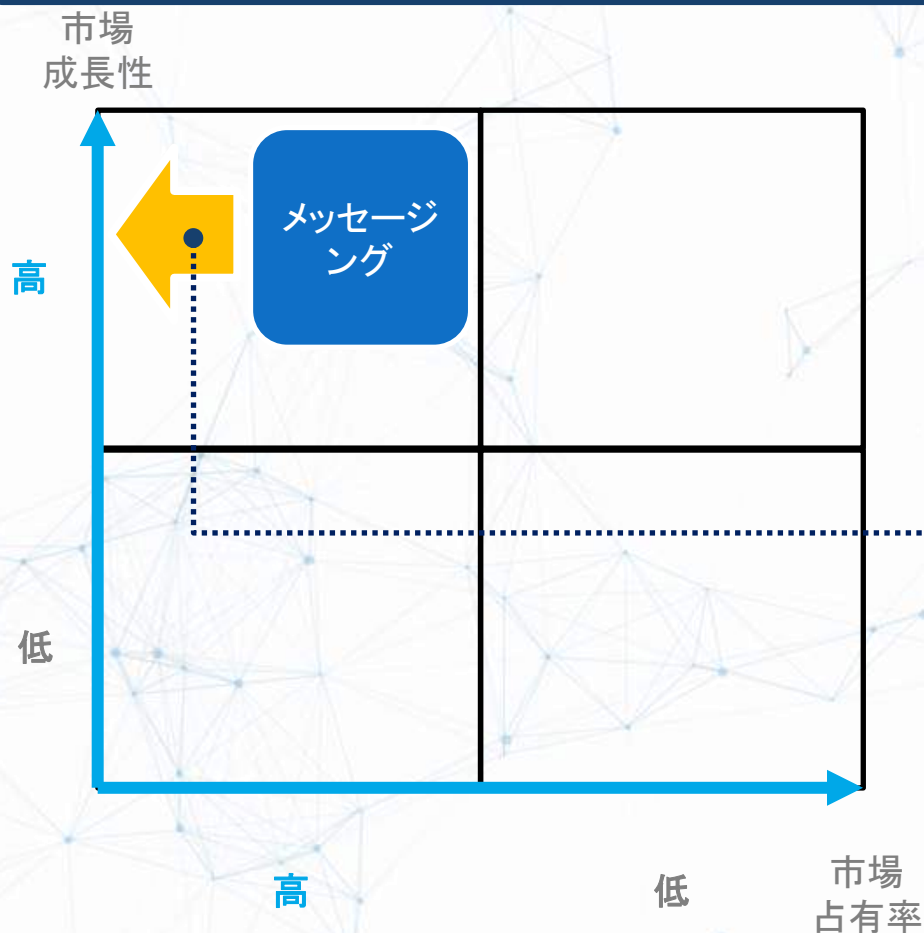 市場
成長性
メッセージ
ング
高
低
高
低
市場
占有率